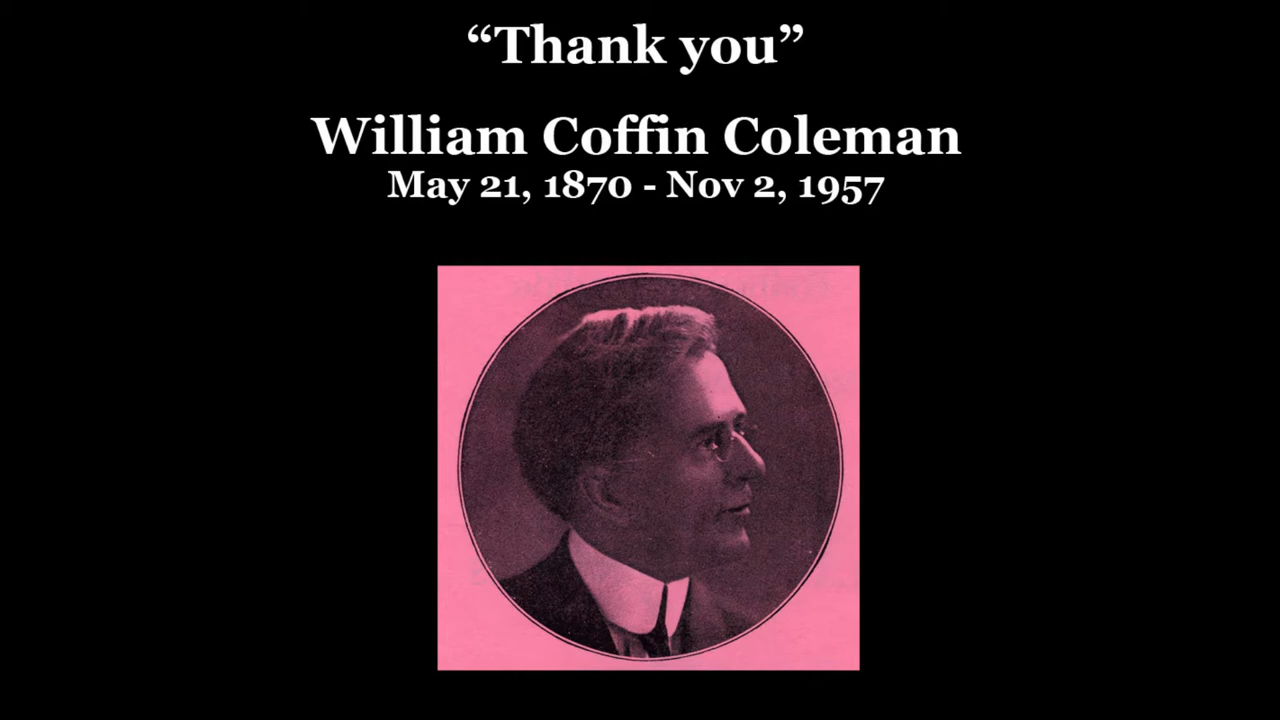 “Thank you”
William Coffin Coleman
May 21, 1870 - Nov 2, 1957